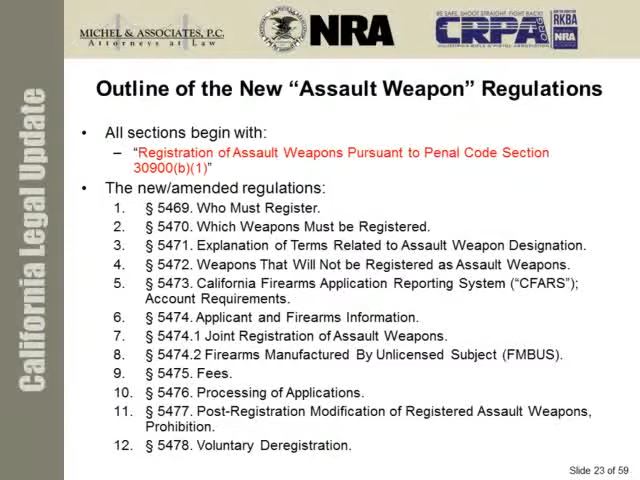 MICHEL & ASSOCIATES, P.C.
Attorneys at Law
NRA
BE SAFE, SHOOT STRAIGHT, FIGHT BACK!
CRPA.ORG
CALIFORNIA RIFLE & PISTOL ASSOCIATION
RKBA
NRA
California Legal Update
Outline of the New “Assault Weapon” Regulations
• All sections begin with:
– “Registration of Assault Weapons Pursuant to Penal Code Section
30900(b)(1)”
• The new/amended regulations:
1. § 5469. Who Must Register.
2. § 5470. Which Weapons Must be Registered.
3. § 5471. Explanation of Terms Related to Assault Weapon Designation.
4. § 5472. Weapons That Will Not be Registered as Assault Weapons.
5. § 5473. California Firearms Application Reporting System (“CFARS”);
Account Requirements.
6. § 5474. Applicant and Firearms Information.
7. § 5474.1 Joint Registration of Assault Weapons.
8. § 5474.2 Firearms Manufactured By Unlicensed Subject (FMBUS).
9. § 5475. Fees.
10. § 5476. Processing of Applications.
11. § 5477. Post-Registration Modification of Registered Assault Weapons,
Prohibition.
12. § 5478. Voluntary Deregistration.
Slide 23 of 59